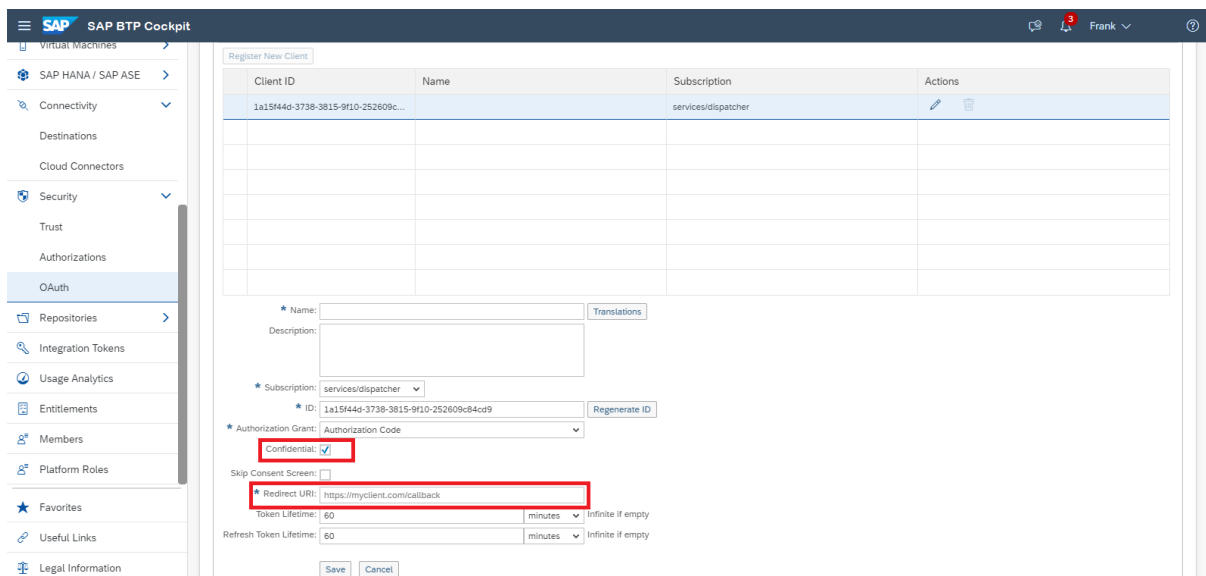 SAP SAP BTP Cockpit 3 Frank
Virtual Machines
SAP HANA / SAP ASE
Connectivity
Destinations
Cloud Connectors
Security
Trust
Authorizations
OAuth
Repositories
Integration Tokens
Usage Analytics
Entitlements
Members
Platform Roles
Favorites
Useful Links
Legal Information
Register New Client
Client ID Name Subscription Actions
1a15f44d-3738-3815-9f10-252609c... services/dispatcher
* Name: Translations
Description:
* Subscription: services/dispatcher
* ID: 1a15f44d-3738-3815-9f10-252609c84cd9 Regenerate ID
* Authorization Grant: Authorization Code
Confidential:
Skip Consent Screen:
* Redirect URI: https://myclient.com/callback
Token Lifetime: 60 minutes Infinite if empty
Refresh Token Lifetime: 60 minutes Infinite if empty
Save Cancel